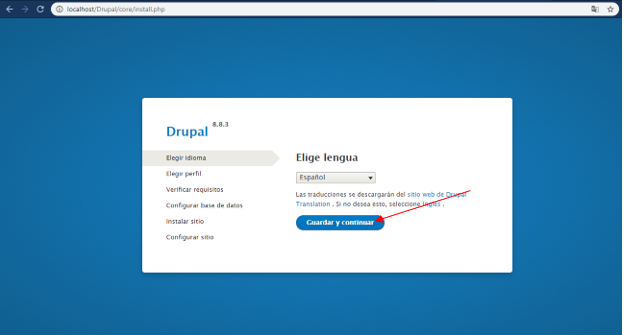 localhost/Drupal/core/install.php
Drupal 8.8.3
Elegir idioma
Elegir perfil
Verificar requisitos
Configurar base de datos
Instalar sitio
Configurar sitio
Elige lengua
Español
Las traducciones se descargarán del sitio web de Drupal
Translation . Si no desea esto, seleccione Inglés .
Guardar y continuar